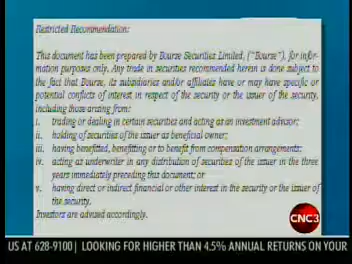 Restricted Recommendation:
This document has been prepared by Bourse Securities Limited, ("Bourse"), for infor-
mation purposes only. Any trade in securities recommended herein is done subject to
the fact that Bourse, its subsidiaries and/or affiliates have or may have specific or
potential conflicts of interest in respect of the security or the issuer of the security,
including those arising from:
i. trading or dealing in certain securities and acting as an investment advisor;
ii. holding of securities of the issuer as beneficial owner;
iii. having benefitted, benefitting or to benefit from compensation arrangements;
iv. acting as underwriter in any distribution of securities of the issuer in the three
years immediately preceding this document; or
v. having direct or indirect financial or other interest in the security or the issuer of
the security.
Investors are advised accordingly.
CNC3
US AT 628-9100 | LOOKING FOR HIGHER THAN 4.5% ANNUAL RETURNS ON YOUR